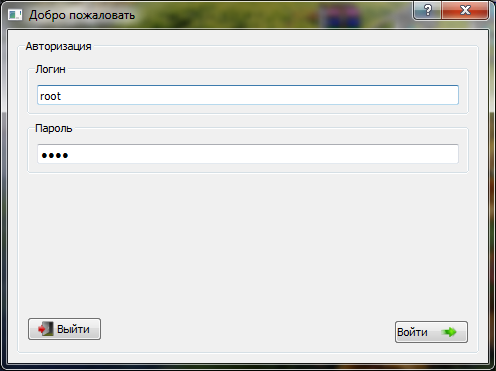 Добро пожаловать
Авторизация
Логин
root
Пароль
••••
Выйти
Войти